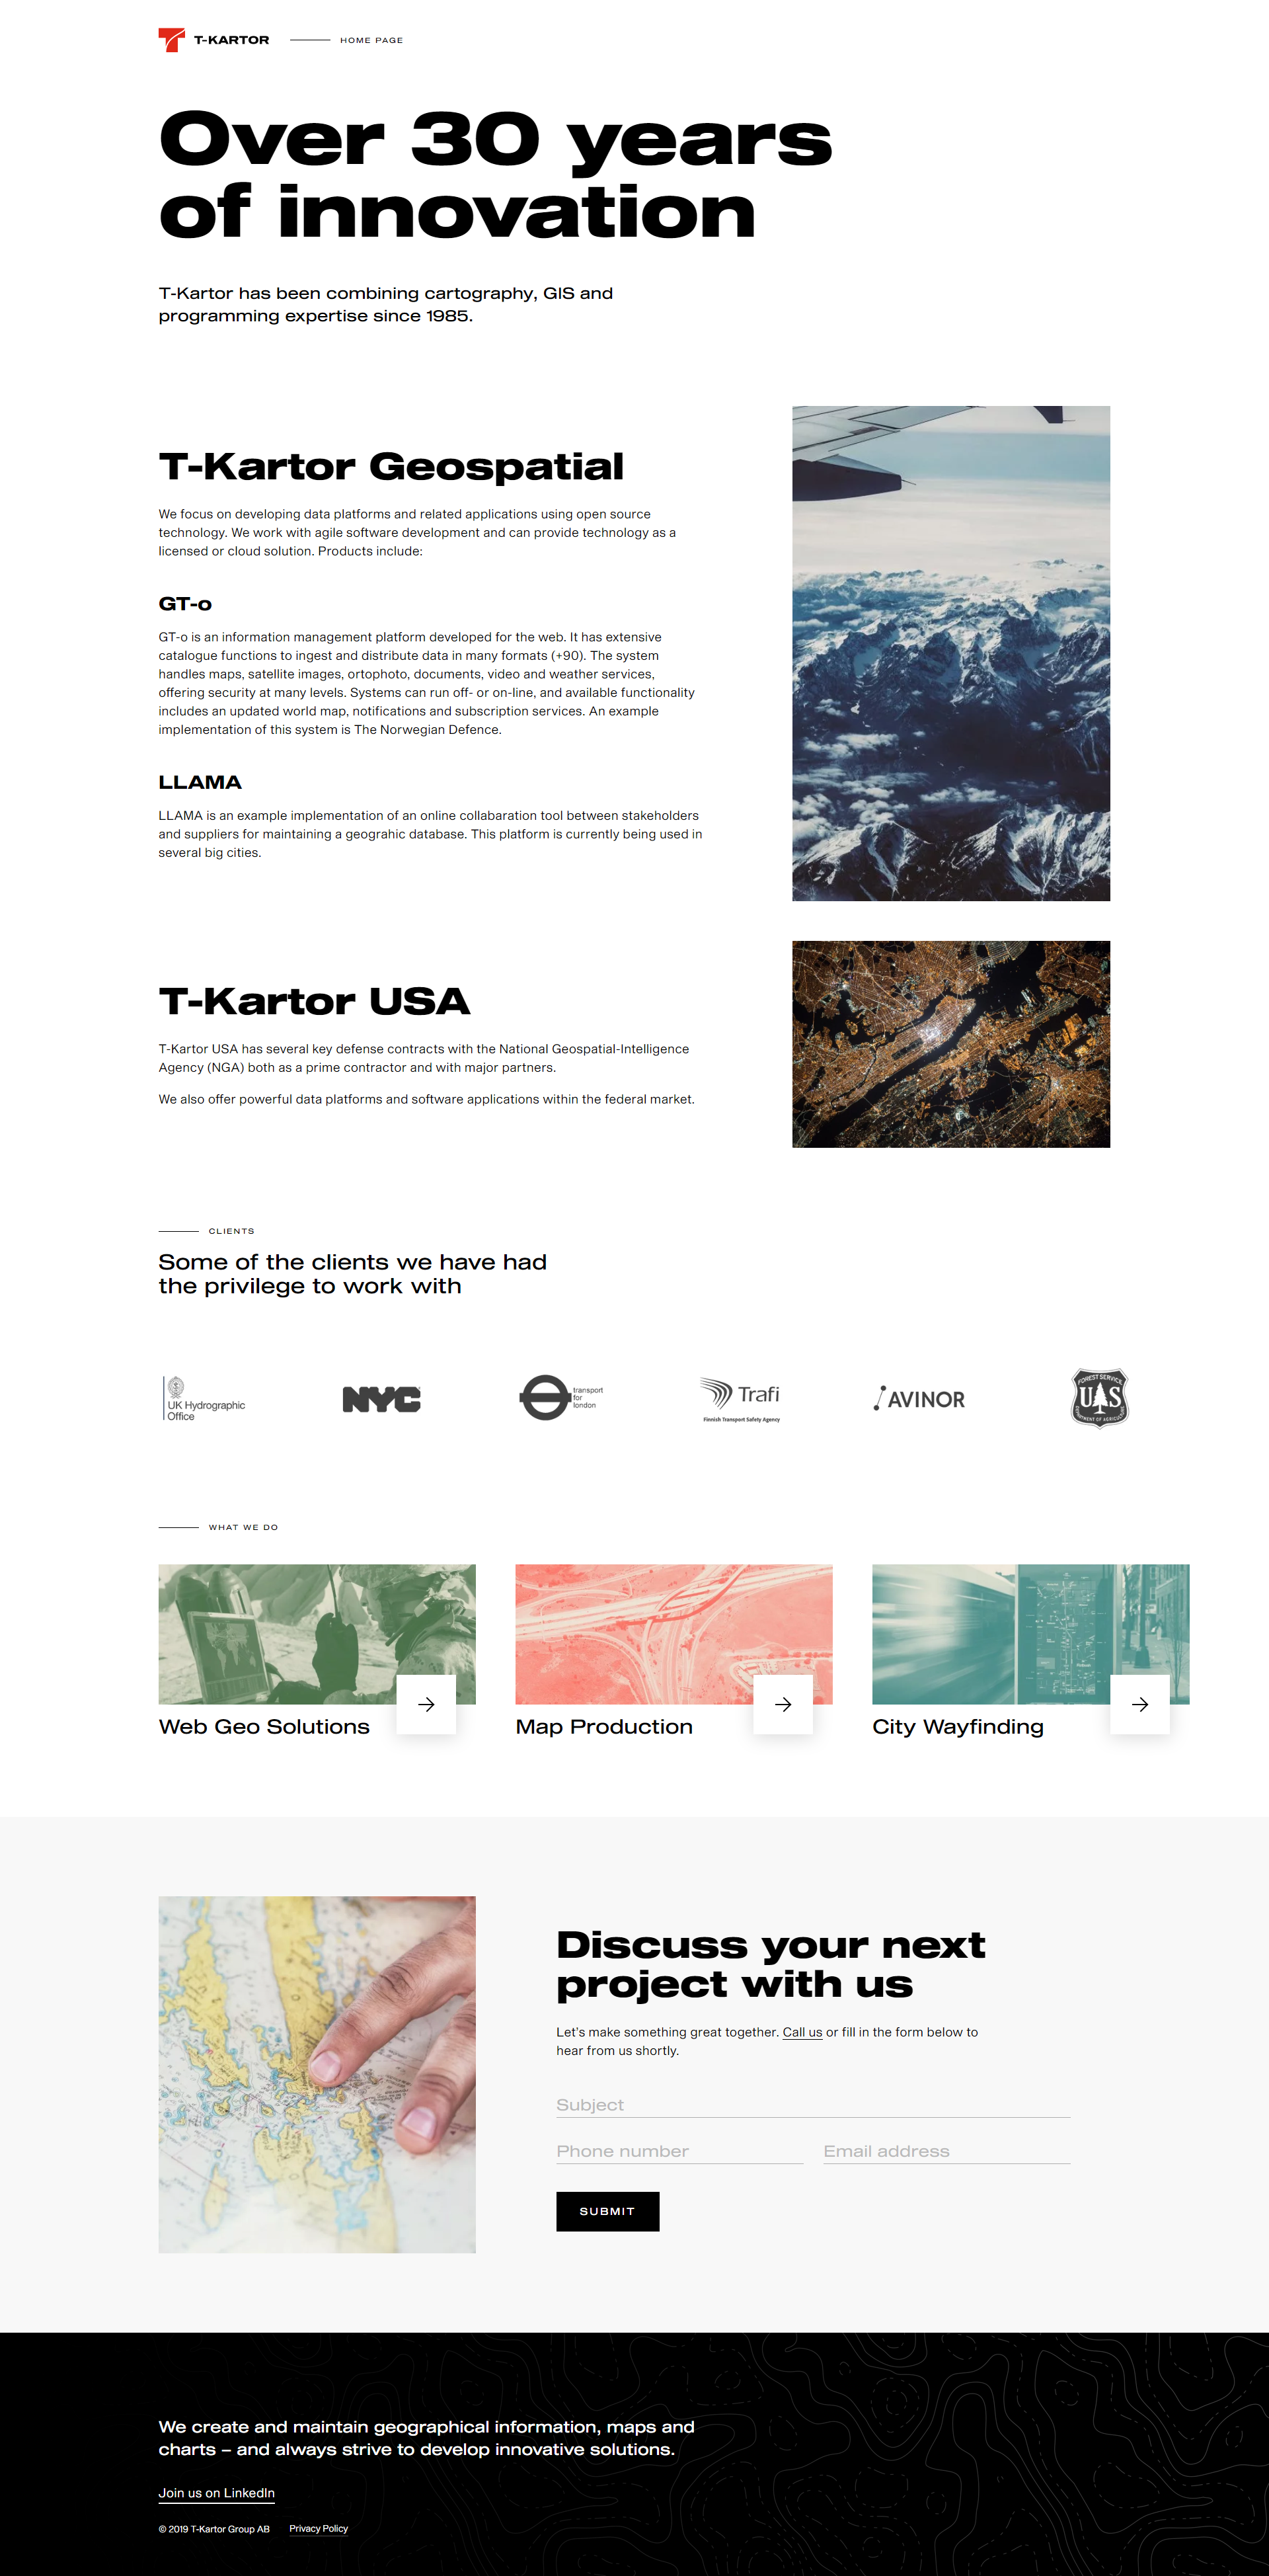 T-KARTOR
HOME PAGE
Over 30 years
of innovation
T-Kartor has been combining cartography, GIS and
programming expertise since 1985.
T-Kartor Geospatial
We focus on developing data platforms and related applications using open source
technology. We work with agile software development and can provide technology as a
licensed or cloud solution. Products include:
GT-o
GT-o is an information management platform developed for the web. It has extensive
catalogue functions to ingest and distribute data in many formats (+90). The system
handles maps, satellite images, ortophoto, documents, video and weather services,
offering security at many levels. Systems can run off- or on-line, and available functionality
includes an updated world map, notifications and subscription services. An example
implementation of this system is The Norwegian Defence.
LLAMA
LLAMA is an example implementation of an online collabaration tool between stakeholders
and suppliers for maintaining a geograhic database. This platform is currently being used in
several big cities.
T-Kartor USA
T-Kartor USA has several key defense contracts with the National Geospatial-Intelligence
Agency (NGA) both as a prime contractor and with major partners.
We also offer powerful data platforms and software applications within the federal market.
CLIENTS
Some of the clients we have had
the privilege to work with
UK Hydrographic
Office
NYC
transport
for
london
Trafi
Finnish Transport Safety Agency
AVINOR
FOREST SERVICE
UAS
DEPARTMENT OF AGRICULTURE
WHAT WE DO
Web Geo Solutions
Map Production
City Wayfinding
Discuss your next
project with us
Let's make something great together. Call us or fill in the form below to
hear from us shortly.
Subject
Phone number
Email address
SUBMIT
We create and maintain geographical information, maps and
charts – and always strive to develop innovative solutions.
Join us on LinkedIn
© 2019 T-Kartor Group AB
Privacy Policy